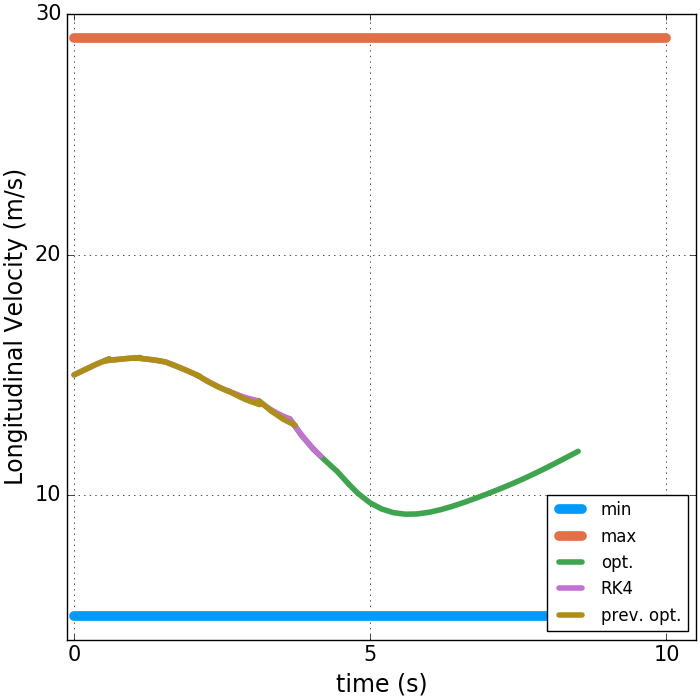 30
20
10
Longitudinal Velocity (m/s)
0
5
10
time (s)
min
max
opt.
RK4
prev. opt.